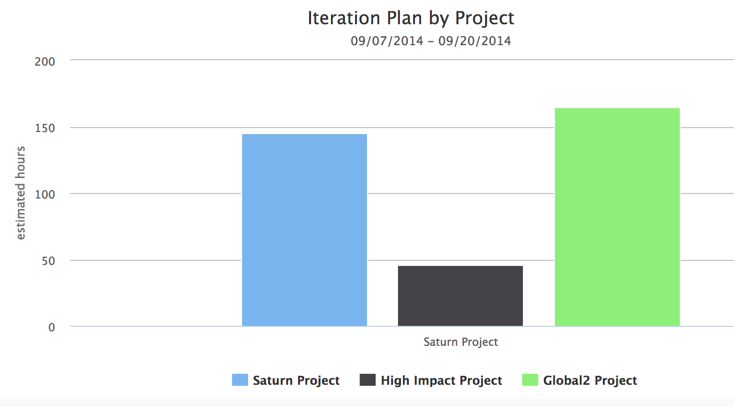 Iteration Plan by Project
09/07/2014 – 09/20/2014
200
150
100
50
0
estimated hours
Saturn Project
Saturn Project High Impact Project Global2 Project